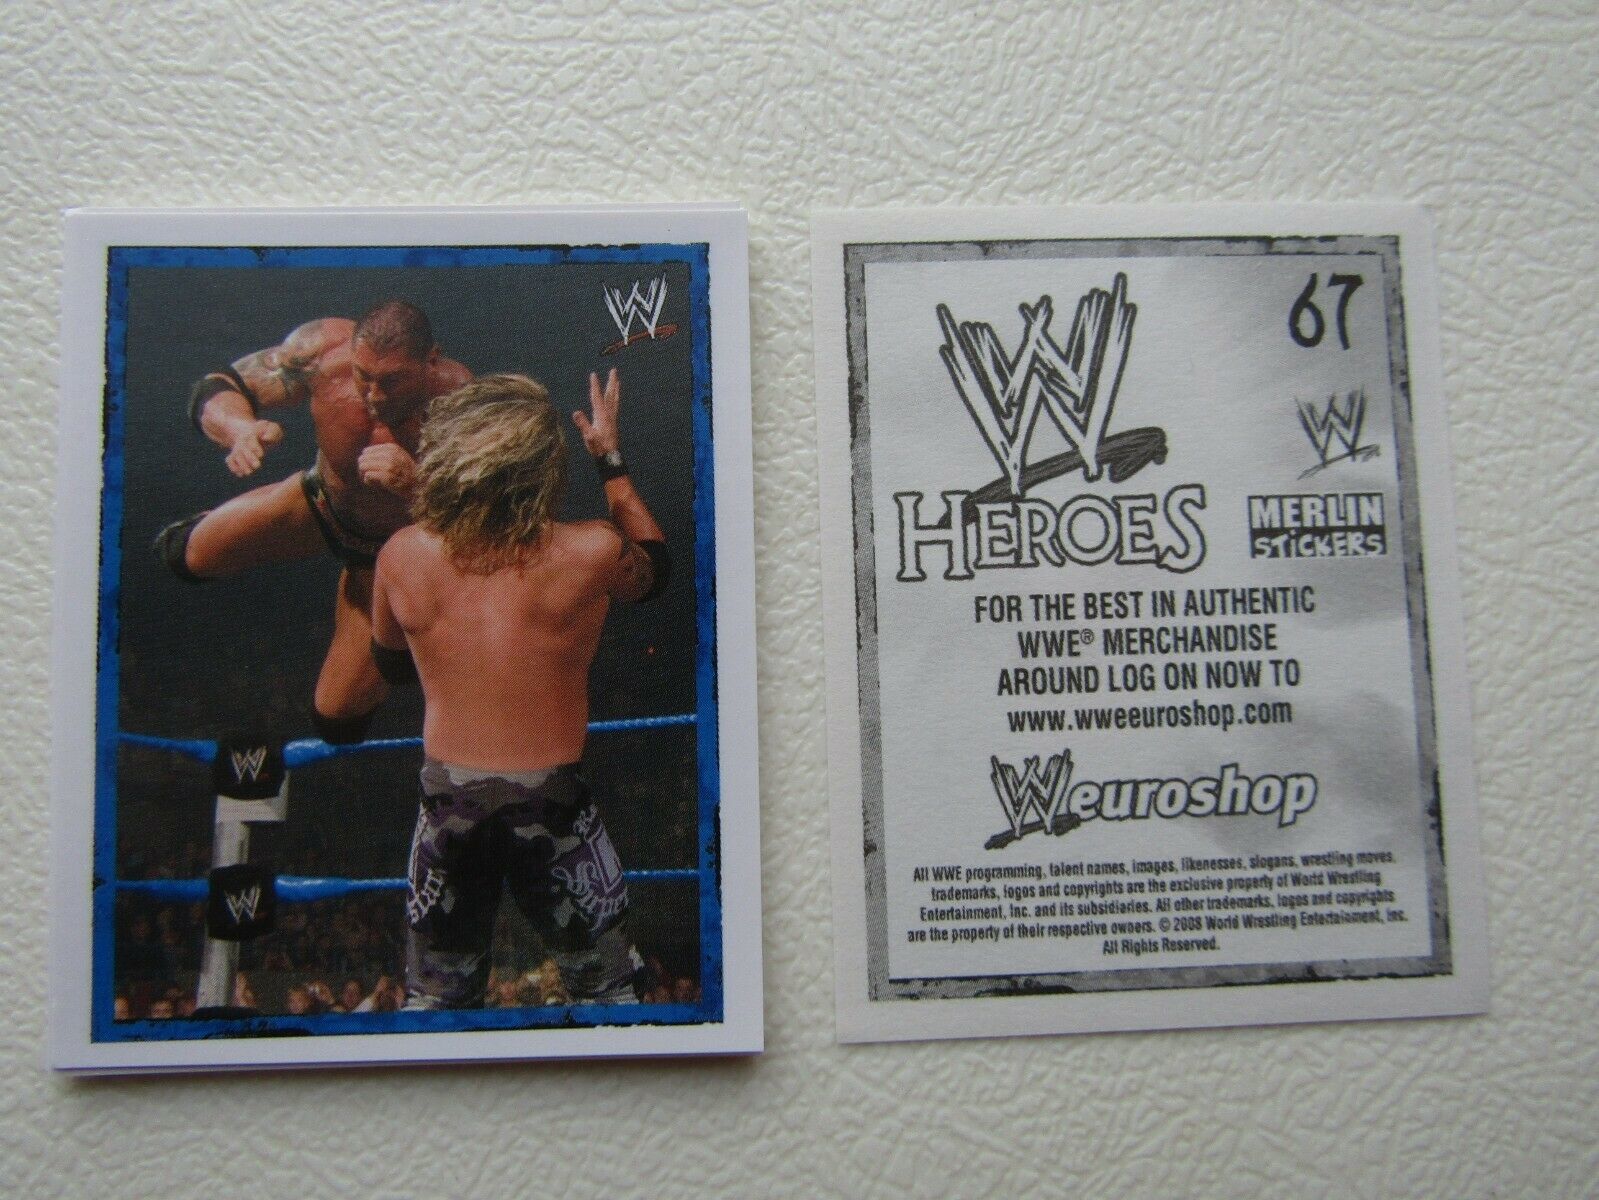 W
W
W
67
W
W
HEROES
MERLIN
STICKERS
FOR THE BEST IN AUTHENTIC
WWE® MERCHANDISE
AROUND LOG ON NOW TO
www.wweeuroshop.com
W euroshop
All WWE programming, talent names, images, likenesses, slogans, wrestling moves,
trademarks, logos and copyrights are the exclusive property of World Wrestling
Entertainment, Inc. and its subsidiaries. All other trademarks, logos and copyrights
are the property of their respective owners. © 2008 World Wrestling Entertainment, Inc.
All Rights Reserved.